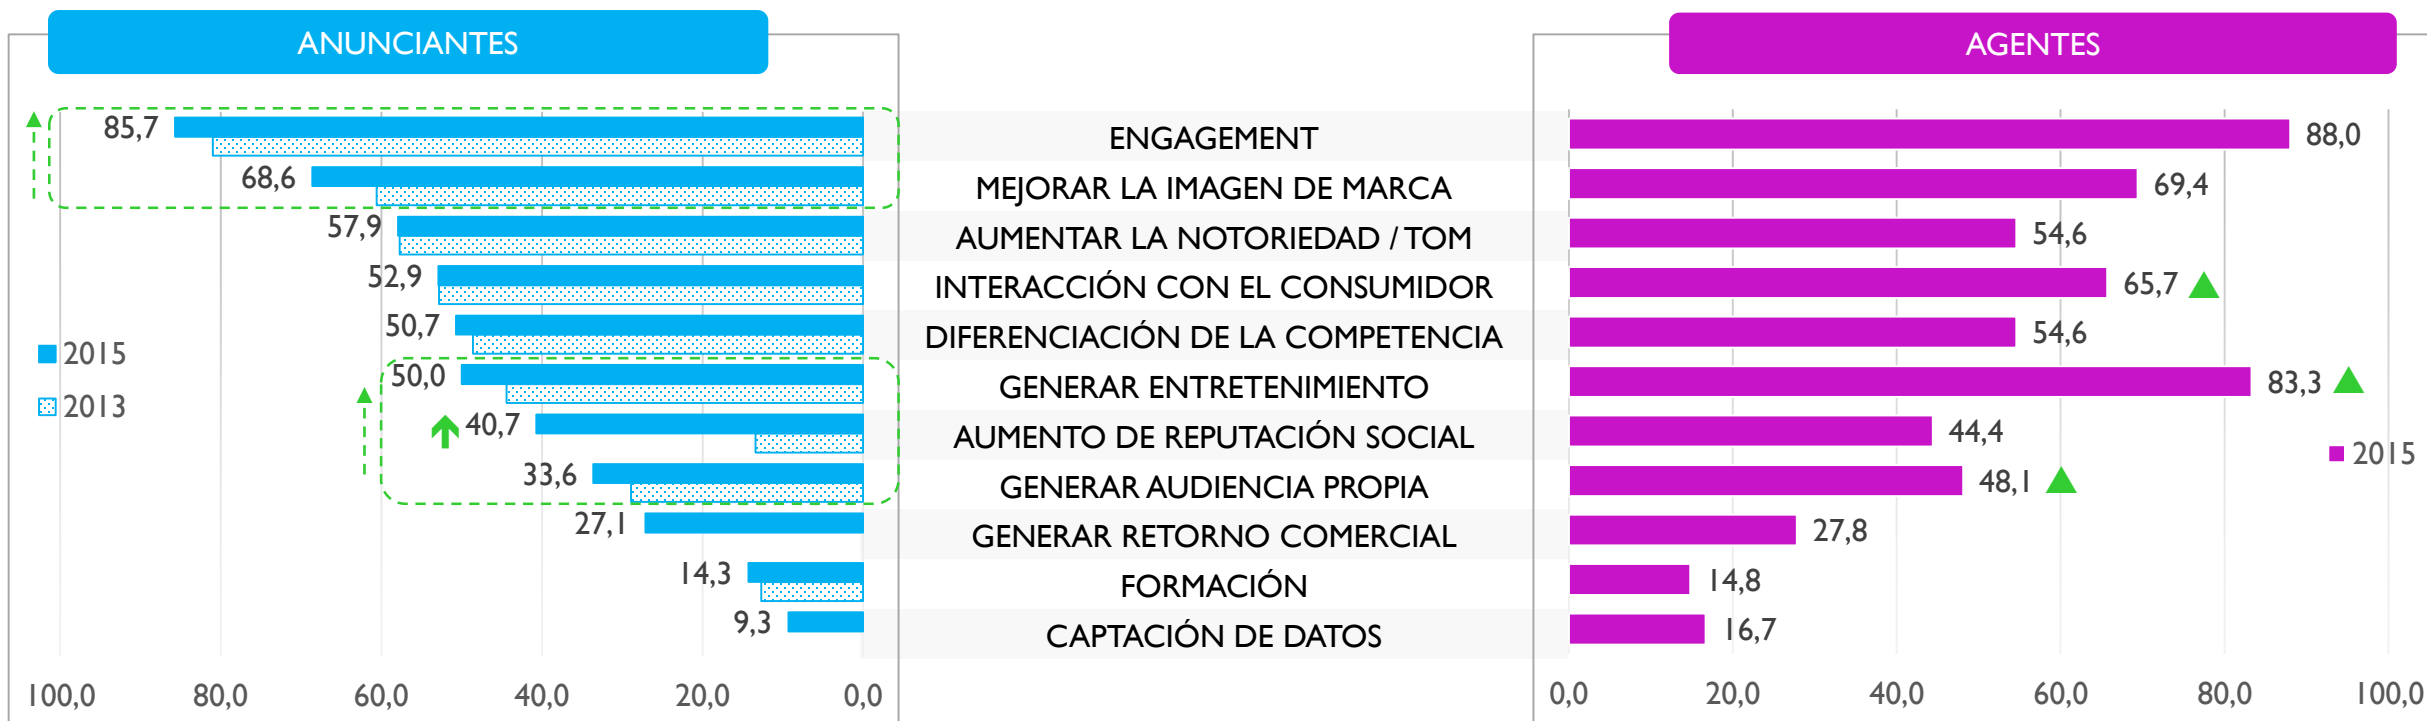 ANUNCIANTES
AGENTES
85,7 ENGAGEMENT 88,0
68,6 MEJORAR LA IMAGEN DE MARCA 69,4
57,9 AUMENTAR LA NOTORIEDAD / TOM 54,6
52,9 INTERACCIÓN CON EL CONSUMIDOR 65,7
50,7 DIFERENCIACIÓN DE LA COMPETENCIA 54,6
50,0 GENERAR ENTRETENIMIENTO 83,3
40,7 AUMENTO DE REPUTACIÓN SOCIAL 44,4
33,6 GENERAR AUDIENCIA PROPIA 48,1
27,1 GENERAR RETORNO COMERCIAL 27,8
14,3 FORMACIÓN 14,8
9,3 CAPTACIÓN DE DATOS 16,7
2015
2013
2015
100,0 80,0 60,0 40,0 20,0 0,0
0,0 20,0 40,0 60,0 80,0 100,0